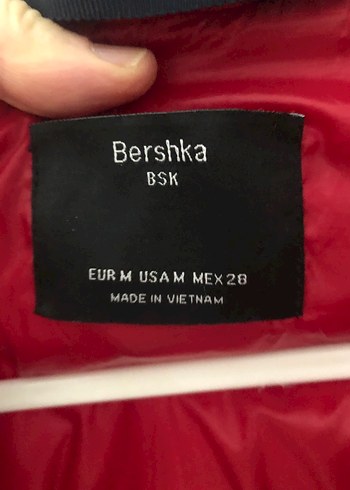 Bershka
BSK
EUR M USA M MEX 28
MADE IN VIETNAM